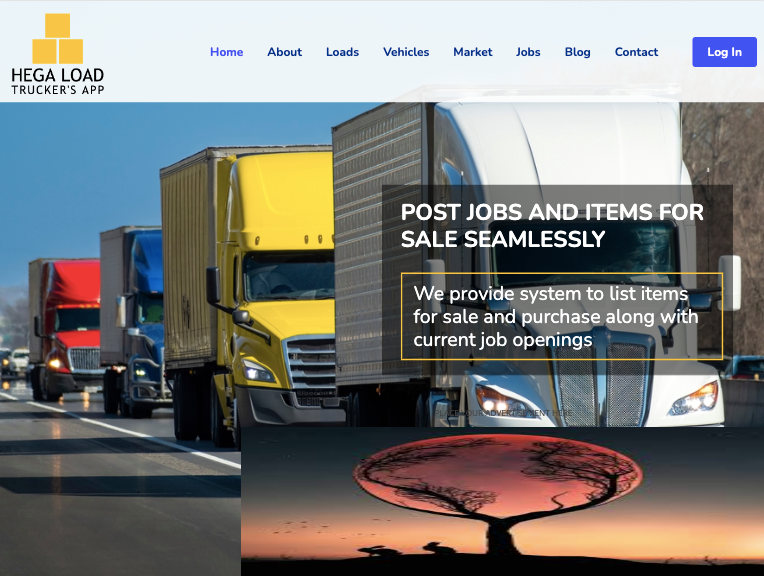 HEGA LOAD
TRUCKER'S APP
Home About Loads Vehicles Market Jobs Blog Contact Log In
POST JOBS AND ITEMS FOR
SALE SEAMLESSLY
We provide system to list items
for sale and purchase along with
current job openings
PLACE YOUR ADVERTISMENT HERE